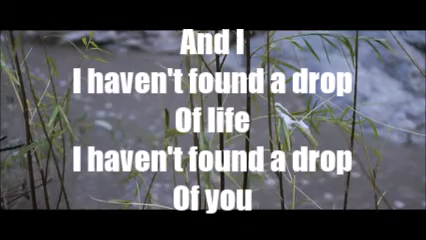 And I
I haven't found a drop
Of life
I haven't found a drop
Of you